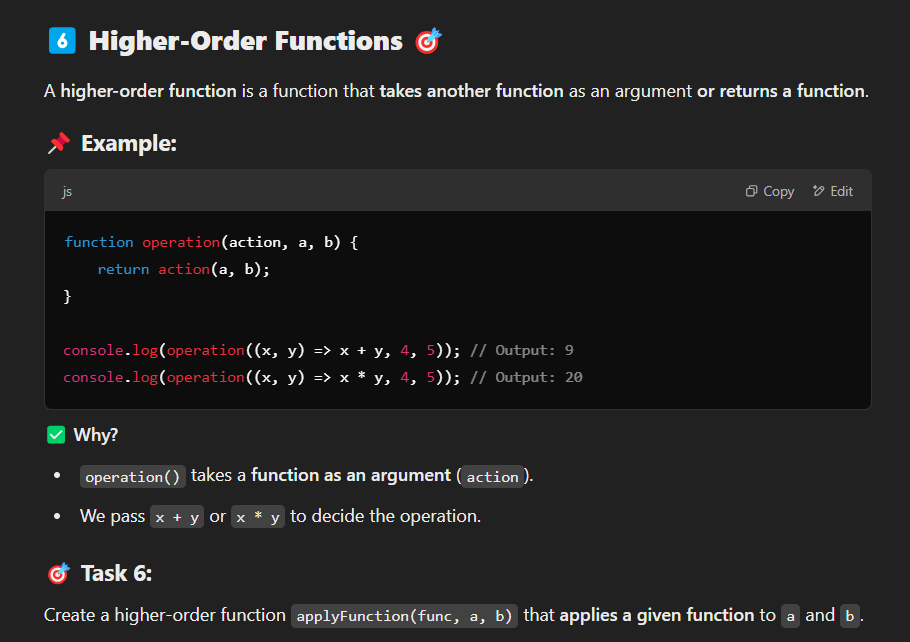 6 Higher-Order Functions 🎯
A higher-order function is a function that takes another function as an argument or returns a function.
📌 Example:
js Copy Edit
function operation(action, a, b) {
    return action(a, b);
}
console.log(operation((x, y) => x + y, 4, 5)); // Output: 9
console.log(operation((x, y) => x * y, 4, 5)); // Output: 20
✅ Why?
• operation() takes a function as an argument (action).
• We pass x + y or x * y to decide the operation.
🎯 Task 6:
Create a higher-order function applyFunction(func, a, b) that applies a given function to a and b.